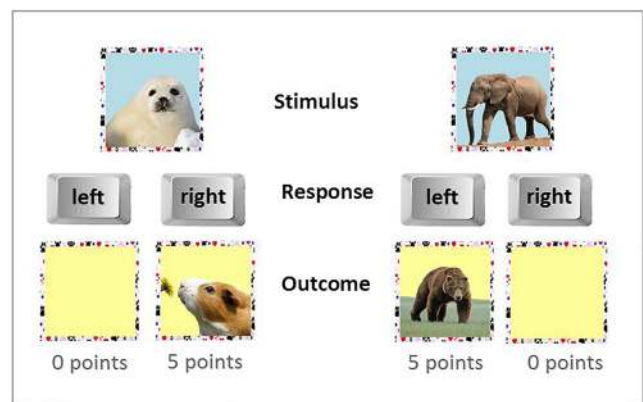 Stimulus
left right Response left right
Outcome
0 points 5 points 5 points 0 points